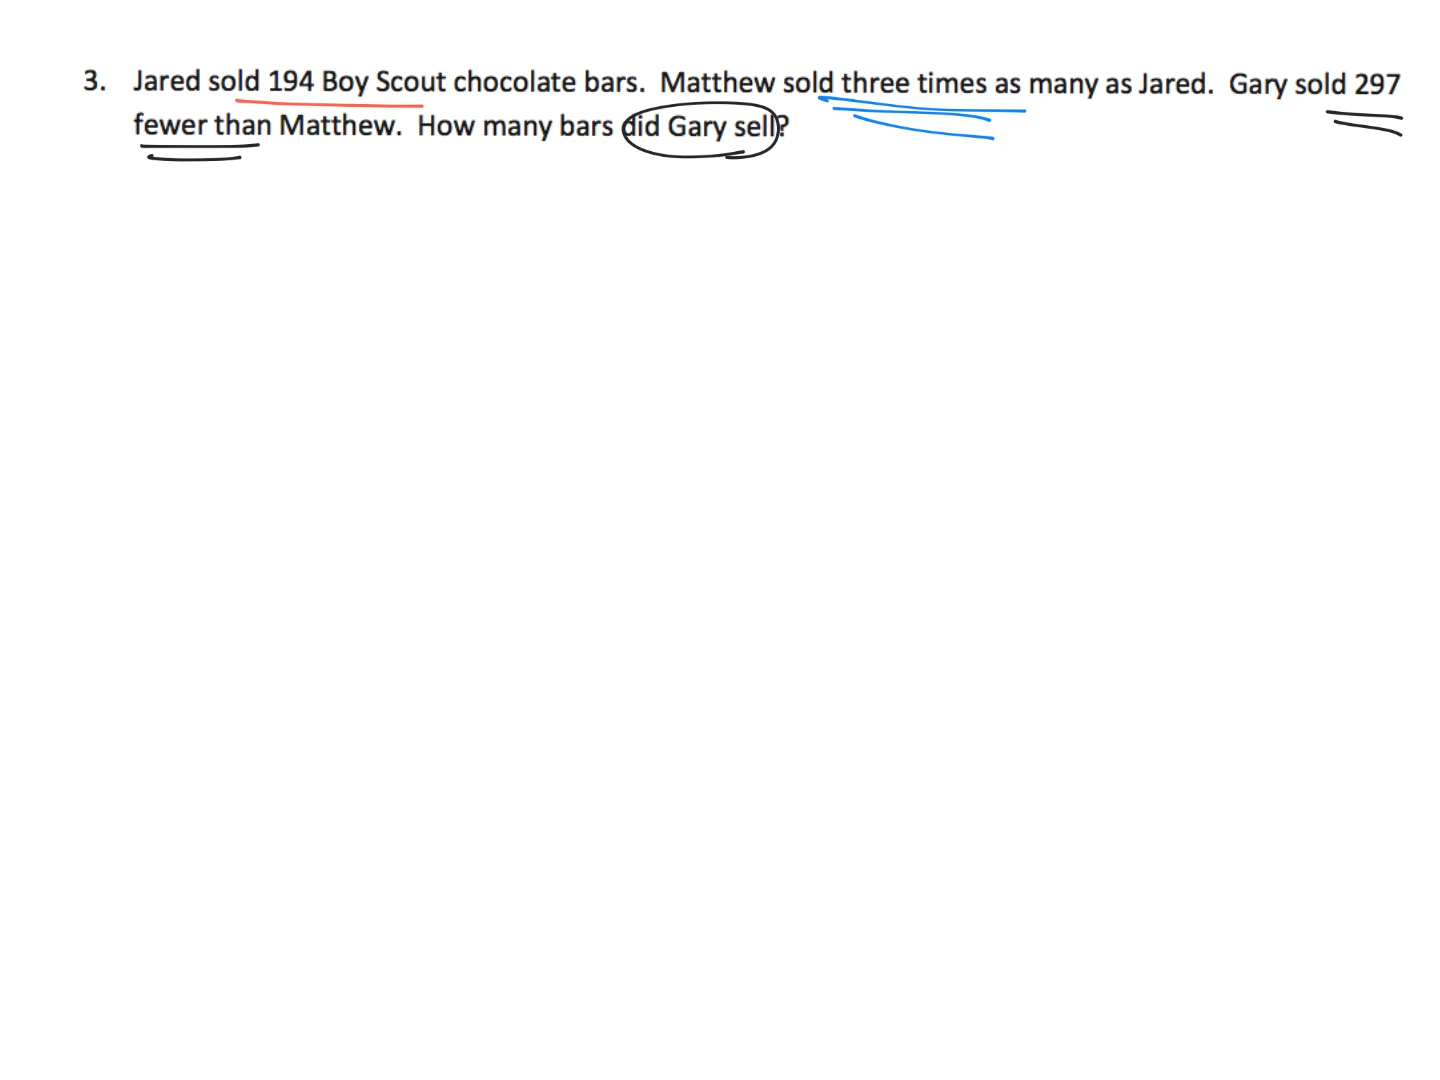 3. Jared sold 194 Boy Scout chocolate bars. Matthew sold three times as many as Jared. Gary sold 297
fewer than Matthew. How many bars did Gary sell?